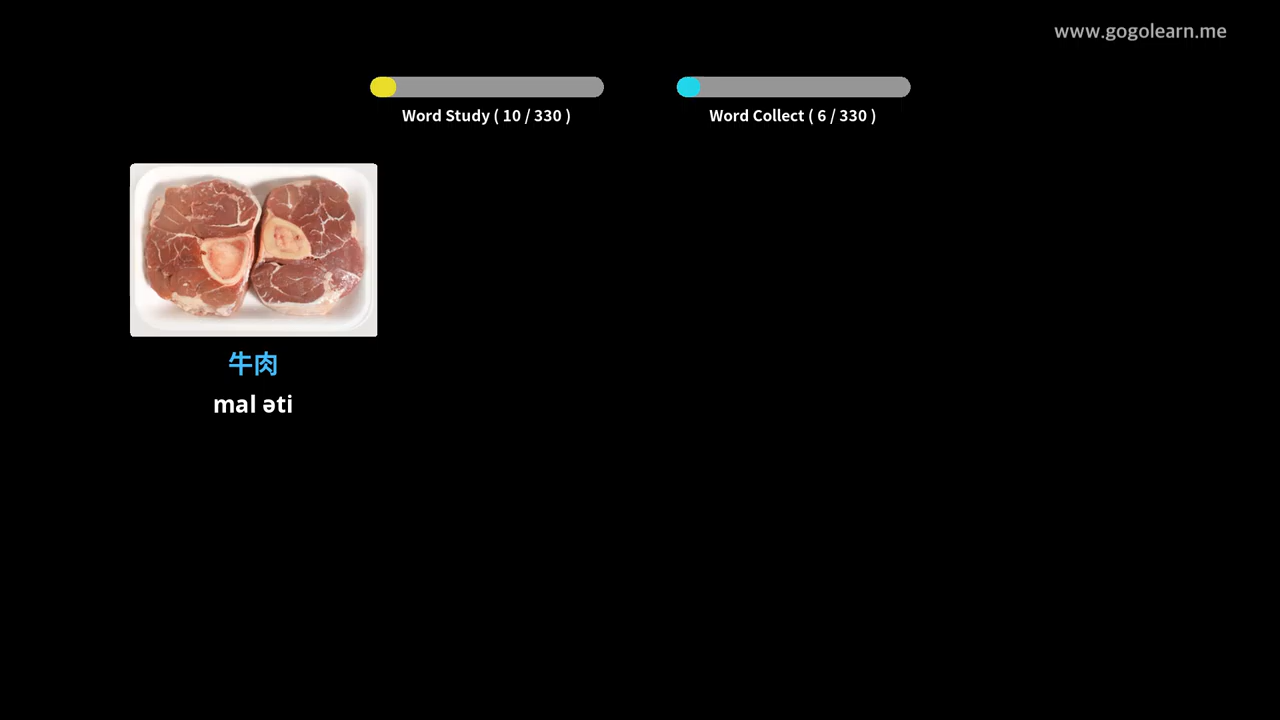 www.gogolearn.me
Word Study ( 10 / 330 )
Word Collect ( 6 / 330 )
牛肉
mal əti